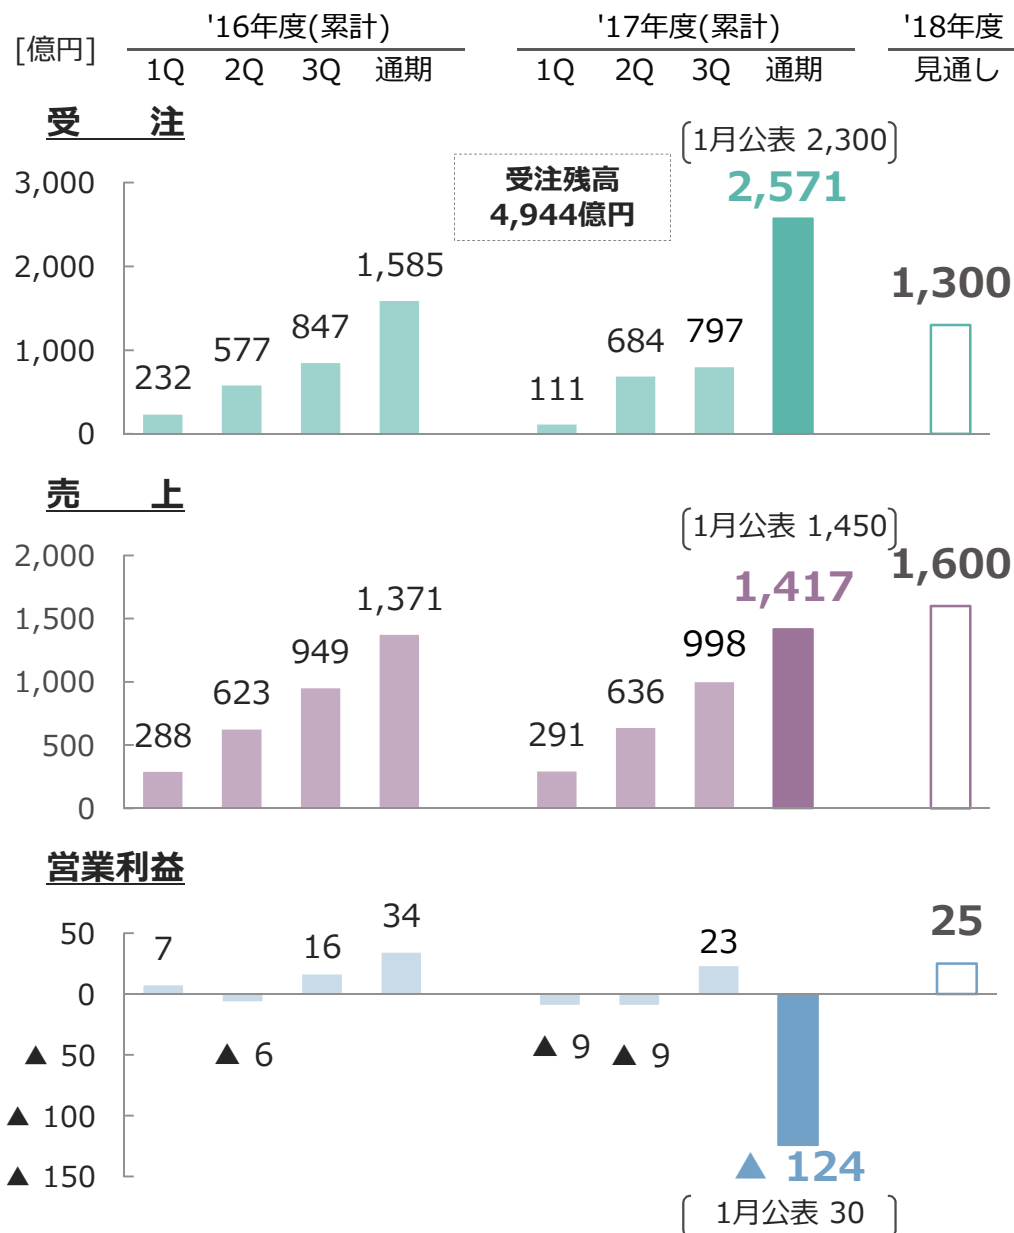 [億円]
'16年度(累計) '17年度(累計) '18年度
1Q 2Q 3Q 通期 1Q 2Q 3Q 通期 見通し
受 注
[1月公表 2,300]
受注残高
4,944億円
2,571
3,000
2,000
1,000
0
232 577 847 1,585
111 684 797
1,300
売 上
[1月公表 1,450]
2,000
1,500
1,000
500
0
288 623 949 1,371
291 636 998 1,417
1,600
営業利益
50
0
▲ 50
▲ 100
▲ 150
7 ▲ 6 16 34
▲ 9 ▲ 9 23 ▲ 124
25
[1月公表 30]